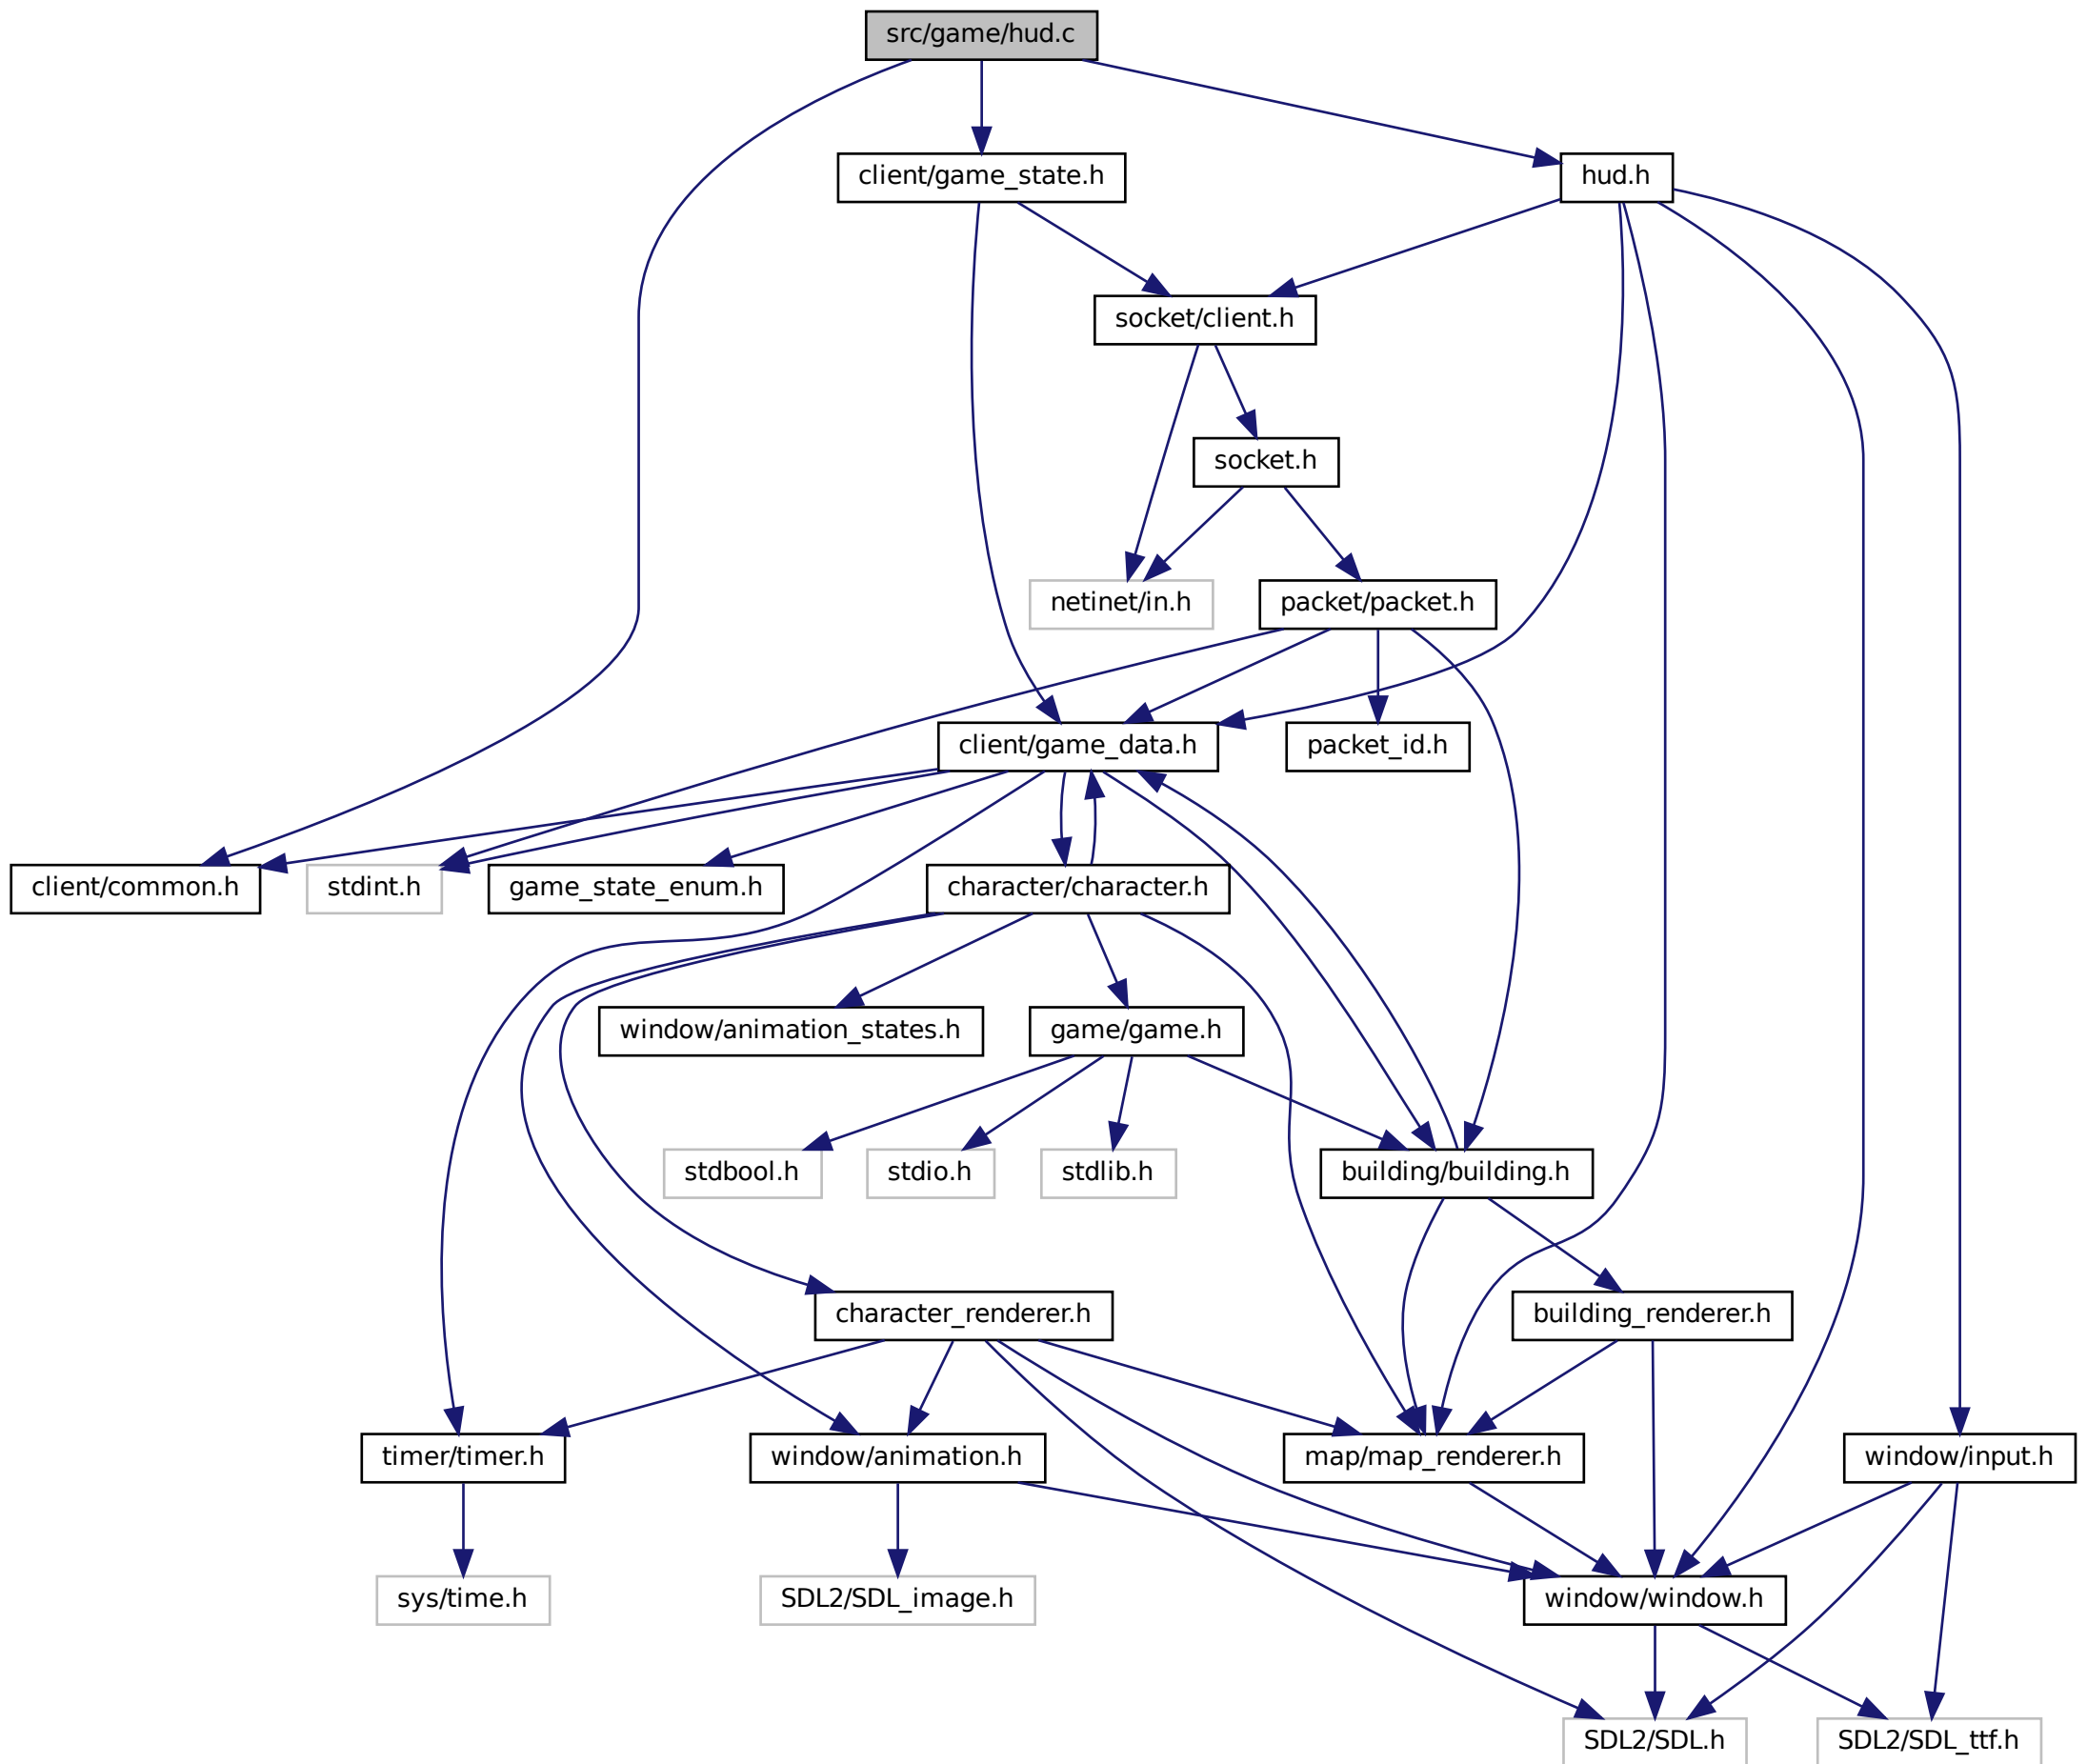 src/game/hud.c
client/game_state.h
hud.h
socket/client.h
socket.h
netinet/in.h
packet/packet.h
client/game_data.h
packet_id.h
client/common.h
stdint.h
game_state_enum.h
character/character.h
window/animation_states.h
game/game.h
stdbool.h
stdio.h
stdlib.h
building/building.h
character_renderer.h
building_renderer.h
timer/timer.h
window/animation.h
map/map_renderer.h
window/input.h
sys/time.h
SDL2/SDL_image.h
window/window.h
SDL2/SDL.h
SDL2/SDL_ttf.h